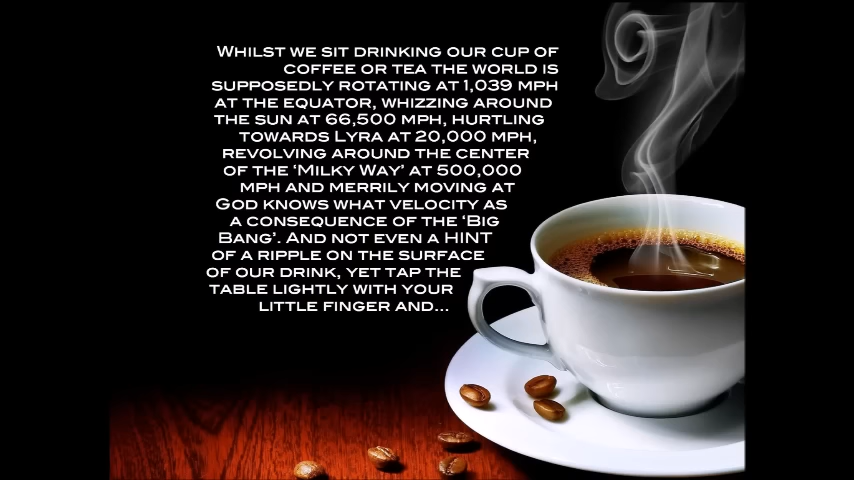 Whilst we sit drinking our cup of
coffee or tea the world is
supposedly rotating at 1,039 mph
at the equator, whizzing around
the sun at 66,500 mph, hurtling
towards Lyra at 20,000 mph,
revolving around the center
of the ‘Milky Way’ at 500,000
mph and merrily moving at
God knows what velocity as
a consequence of the ‘Big
Bang’. And not even a HINT
of a ripple on the surface
of our drink, yet tap the
table lightly with your
little finger and...